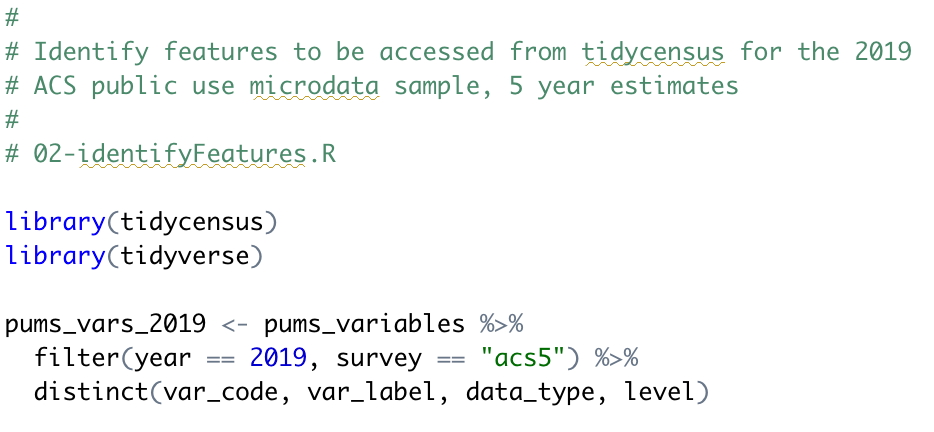 #
# Identify features to be accessed from tidycensus for the 2019
# ACS public use microdata sample, 5 year estimates
#
# 02-identifyFeatures.R
library(tidycensus)
library(tidyverse)
pums_vars_2019 <- pums_variables %>%
  filter(year == 2019, survey == "acs5") %>%
  distinct(var_code, var_label, data_type, level)